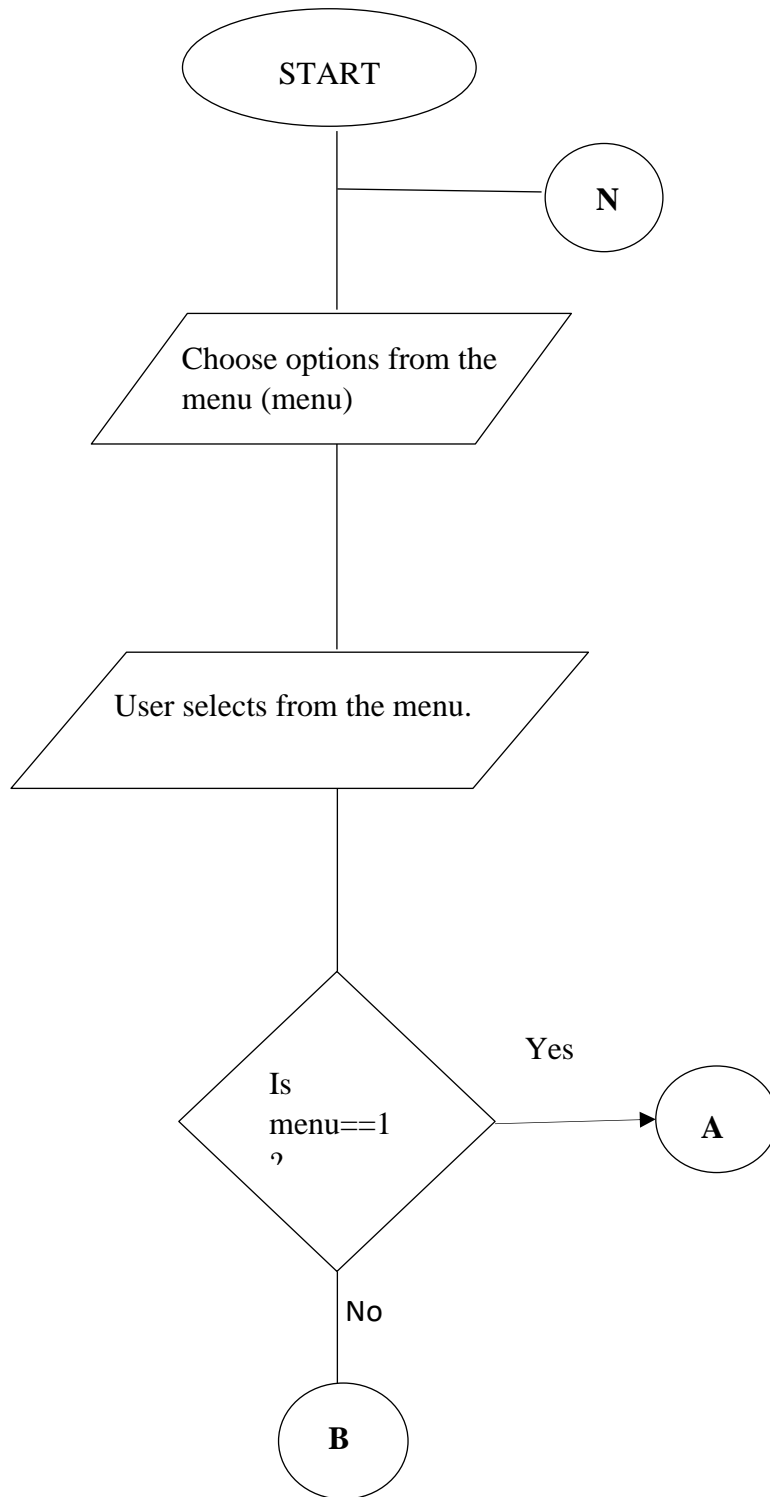 START
N
Choose options from the
menu (menu)
User selects from the menu.
Yes
Is
menu==1
?
A
No
B